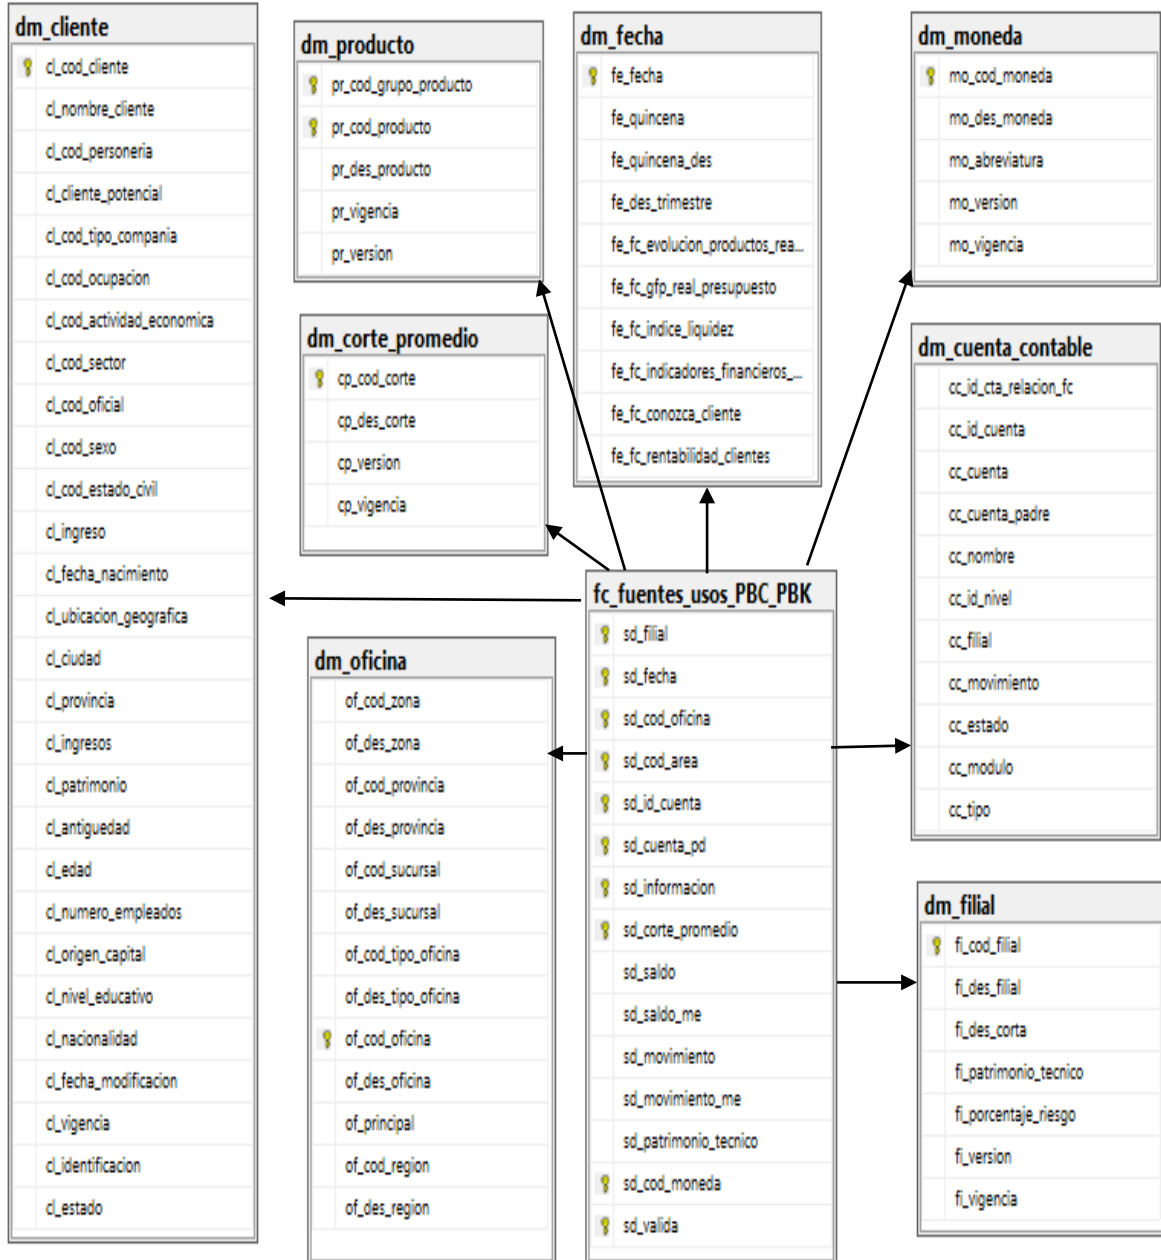 dm_cliente
cl_cod_cliente
cl_nombre_cliente
cl_cod_personeria
cl_cliente_potencial
cl_cod_tipo_compania
cl_cod_ocupacion
cl_cod_actividad_economica
cl_cod_sector
cl_cod_oficial
cl_cod_sexo
cl_cod_estado_civil
cl_ingreso
cl_fecha_nacimiento
cl_ubicacion_geografica
cl_ciudad
cl_provincia
cl_ingresos
cl_patrimonio
cl_antiguedad
cl_edad
cl_numero_empleados
cl_origen_capital
cl_nivel_educativo
cl_nacionalidad
cl_fecha_modificacion
cl_vigencia
cl_identificacion
cl_estado
dm_producto
pr_cod_grupo_producto
pr_cod_producto
pr_des_producto
pr_vigencia
pr_version
dm_corte_promedio
cp_cod_corte
cp_des_corte
cp_version
cp_vigencia
dm_oficina
of_cod_zona
of_des_zona
of_cod_provincia
of_des_provincia
of_cod_sucursal
of_des_sucursal
of_cod_tipo_oficina
of_des_tipo_oficina
of_cod_oficina
of_des_oficina
of_principal
of_cod_region
of_des_region
dm_fecha
fe_fecha
fe_quincena
fe_quincena_des
fe_des_trimestre
fe_fc_evolucion_productos_rea...
fe_fc_gfp_real_presupuesto
fe_fc_indice_liquidez
fe_fc_indicadores_financieros_...
fe_fc_conozca_cliente
fe_fc_rentabilidad_clientes
fc_fuentes_usos_PBC_PBK
sd_filial
sd_fecha
sd_cod_oficina
sd_cod_area
sd_id_cuenta
sd_cuenta_pd
sd_informacion
sd_corte_promedio
sd_saldo
sd_saldo_me
sd_movimiento
sd_movimiento_me
sd_patrimonio_tecnico
sd_cod_moneda
sd_valida
dm_moneda
mo_cod_moneda
mo_des_moneda
mo_abreviatura
mo_version
mo_vigencia
dm_cuenta_contable
cc_id_cta_relacion_fc
cc_id_cuenta
cc_cuenta
cc_cuenta_padre
cc_nombre
cc_id_nivel
cc_filial
cc_movimiento
cc_estado
cc_modulo
cc_tipo
dm_filial
fi_cod_filial
fi_des_filial
fi_des_corta
fi_patrimonio_tecnico
fi_porcentaje_riesgo
fi_version
fi_vigencia